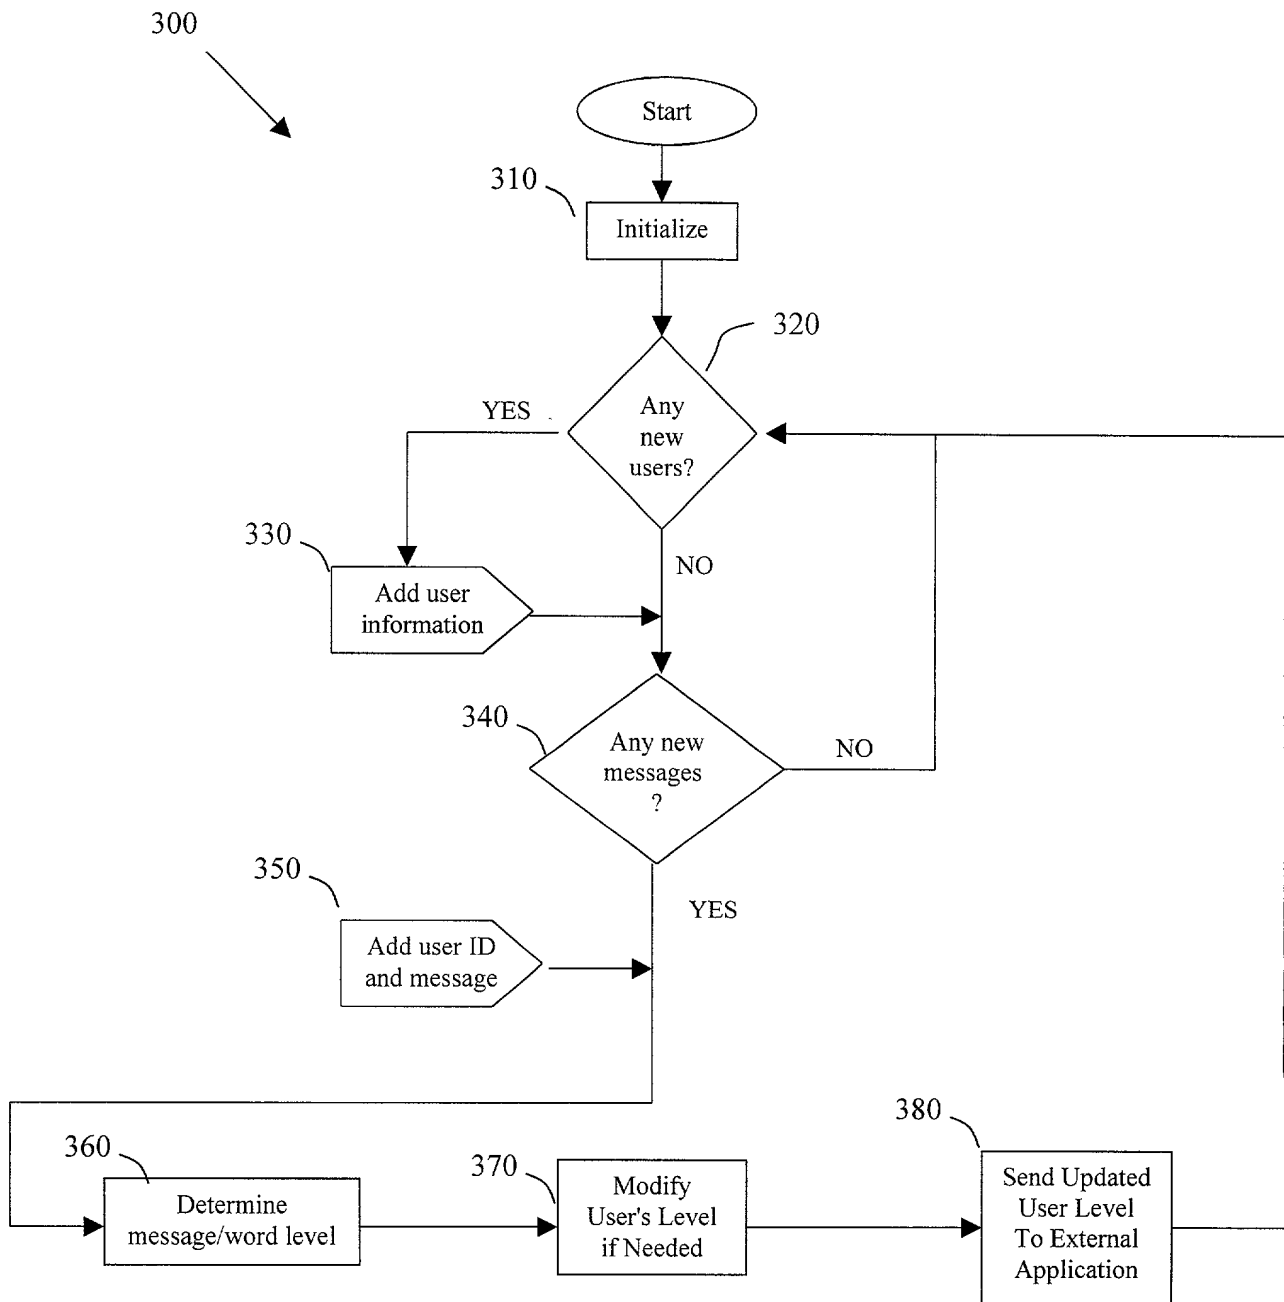 300
Start
310
Initialize
320
Any
new
users?
YES
330
NO
Add user
information
340
Any new
messages
?
NO
350
YES
Add user ID
and message
360
Determine
message/word level
370
Modify
User's Level
if Needed
380
Send Updated
User Level
To External
Application